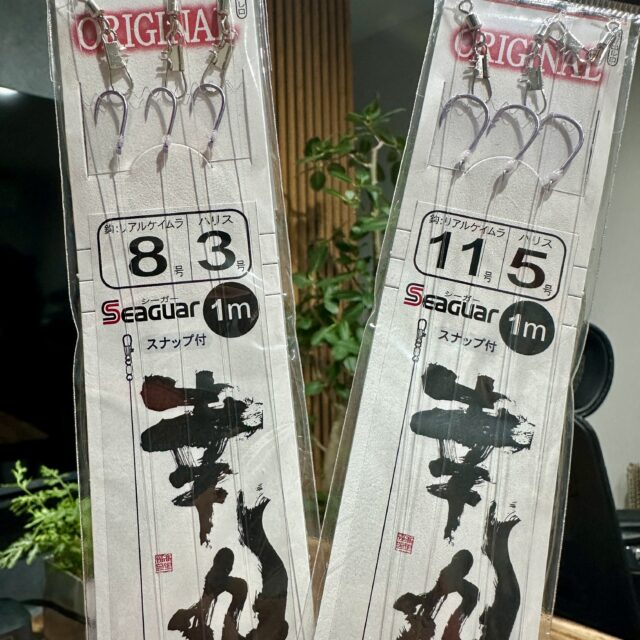 ORIGINAL
鈎:リアルケイムラ
ハリス
8号
3号
シーガー
Seaguar
1m
スナップ付
ORIGINAL
鈎:リアルケイムラ
ハリス
11号
5号
シーガー
Seaguar
1m
スナップ付